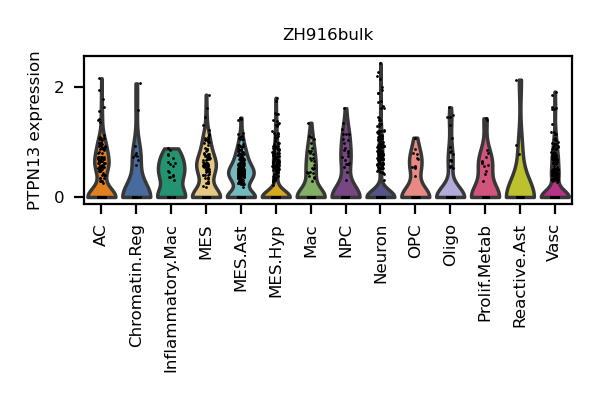 ZH916bulk
PTPN13 expression
2
0
AC
Chromatin.Reg
Inflammatory.Mac
MES
MES.Ast
MES.Hyp
Mac
NPC
Neuron
OPC
Oligo
Prolif.Metab
Reactive.Ast
Vasc